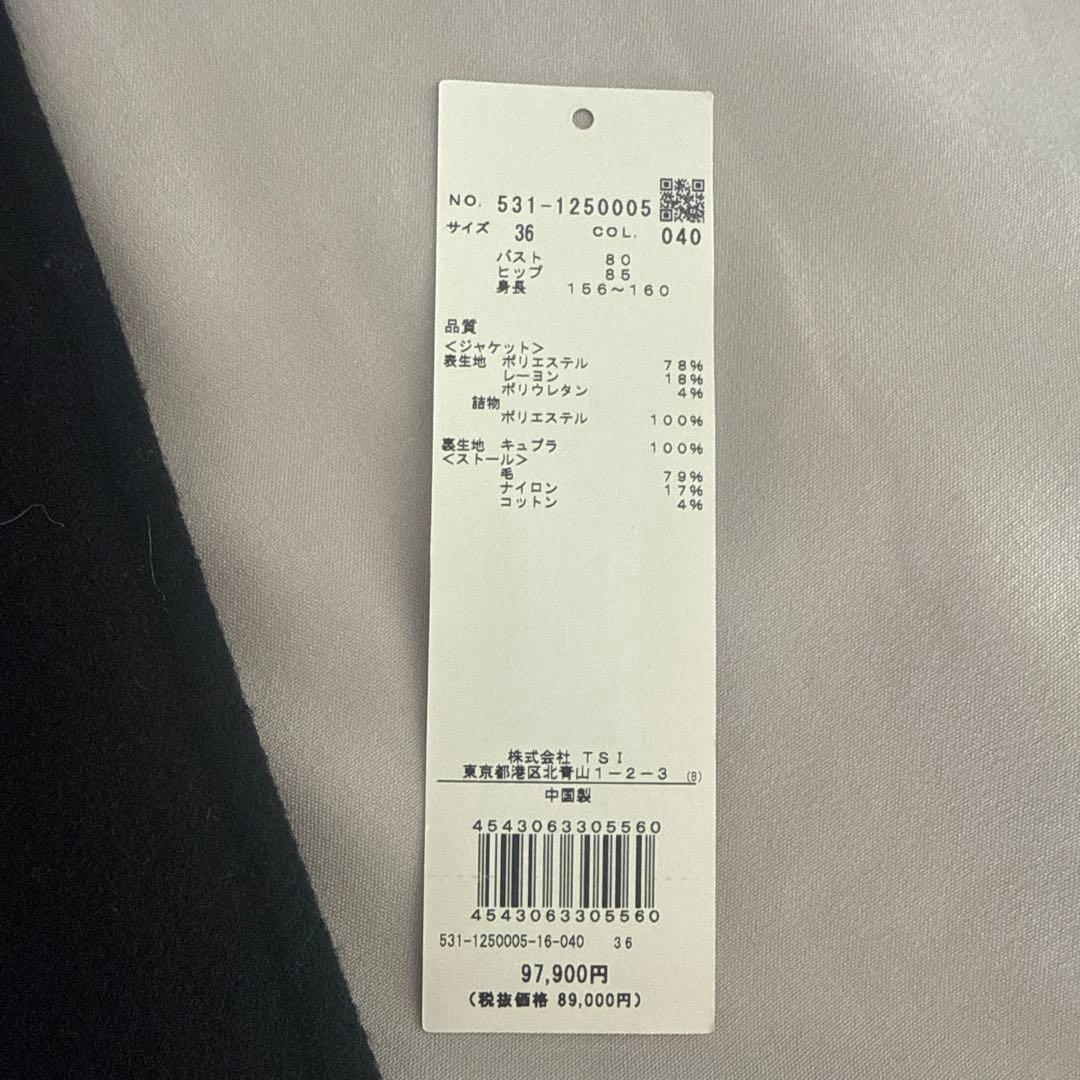 NO. 531-1250005
サイズ 36 COL. 040
バスト 80
ヒップ 85
身長 156～160
品質
＜ジャケット＞
表生地 ポリエステル 78%
レーヨン 18%
ポリウレタン 4%
詰物
ポリエステル 100%
裏生地 キュプラ 100%
＜ストール＞
毛 79%
ナイロン 17%
コットン 4%
株式会社 TSI
東京都港区北青山1-2-3 (8)
中国製
4543063305560
4543063305560
531-1250005-16-040 36
97,900円
(税抜価格 89,000円)